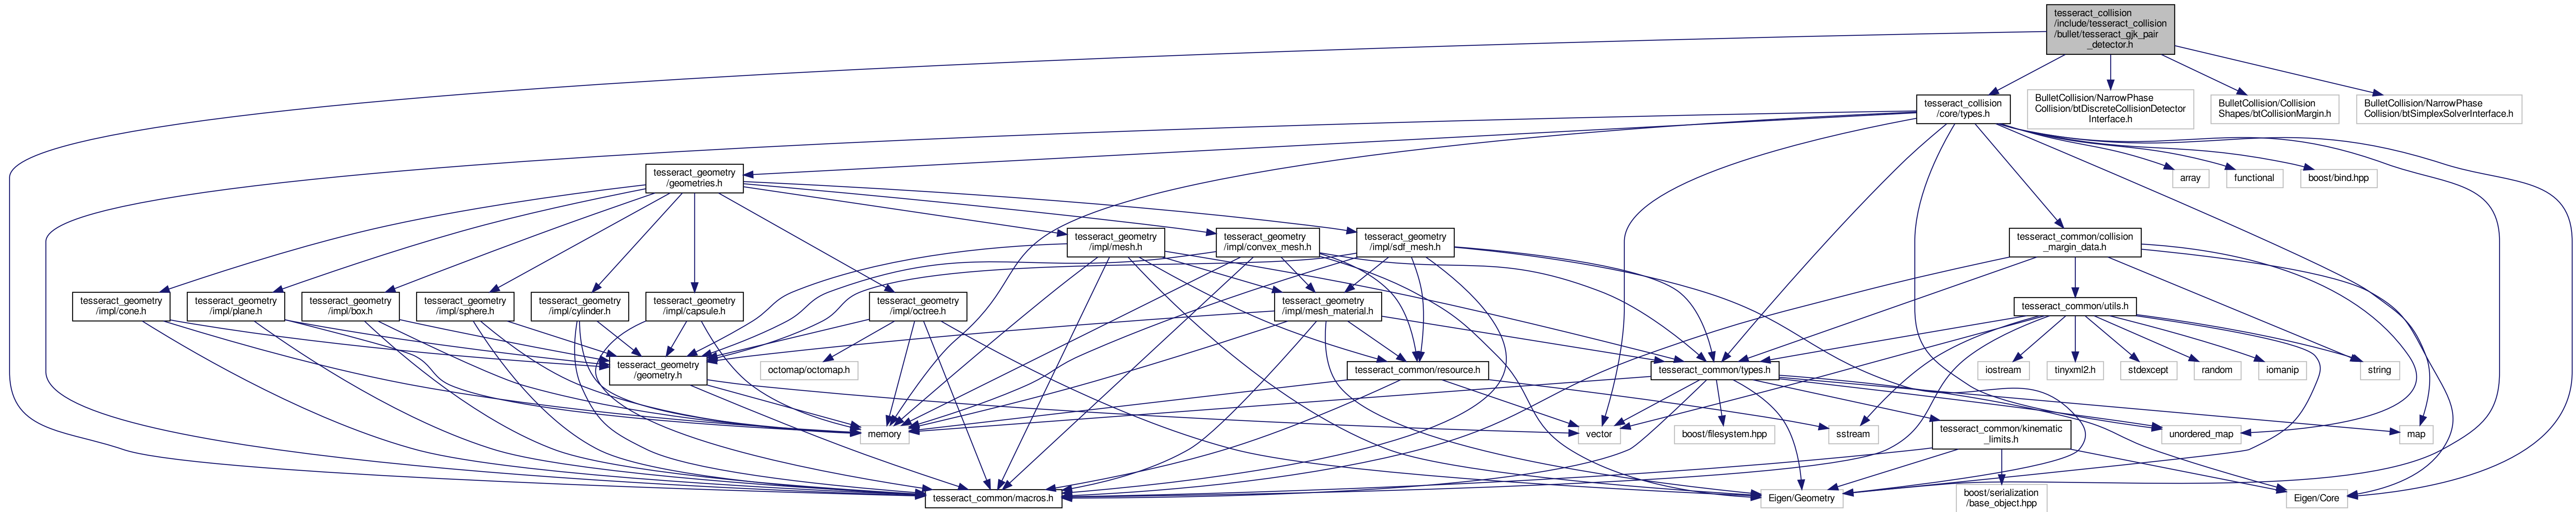 tesseract_collision
/include/tesseract_collision
/bullet/tesseract_gjk_pair
_detector.h
tesseract_collision
/core/types.h
BulletCollision/NarrowPhase
Collision/btDiscreteCollisionDetector
Interface.h
BulletCollision/Collision
Shapes/btCollisionMargin.h
BulletCollision/NarrowPhase
Collision/btSimplexSolverInterface.h
tesseract_geometry
/geometries.h
array
functional
boost/bind.hpp
tesseract_geometry
/impl/mesh.h
tesseract_geometry
/impl/convex_mesh.h
tesseract_geometry
/impl/sdf_mesh.h
tesseract_common/collision
_margin_data.h
tesseract_geometry
/impl/cone.h
tesseract_geometry
/impl/plane.h
tesseract_geometry
/impl/box.h
tesseract_geometry
/impl/sphere.h
tesseract_geometry
/impl/cylinder.h
tesseract_geometry
/impl/capsule.h
tesseract_geometry
/impl/octree.h
tesseract_geometry
/impl/mesh_material.h
tesseract_common/utils.h
tesseract_geometry
/geometry.h
octomap/octomap.h
tesseract_common/resource.h
tesseract_common/types.h
iostream
tinyxml2.h
stdexcept
random
iomanip
string
memory
vector
boost/filesystem.hpp
sstream
tesseract_common/kinematic
_limits.h
unordered_map
map
tesseract_common/macros.h
Eigen/Geometry
boost/serialization
/base_object.hpp
Eigen/Core